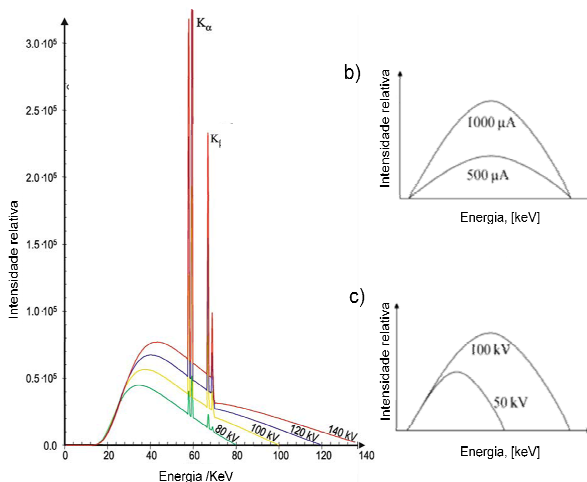 Kα
Kᵦ
3.0·10⁵
2.5·10⁵
2.0·10⁵
1.5·10⁵
1.0·10⁵
0.5·10⁵
0.0
0
20
40
60
80
100
120
140
80 kV
100 kV
120 kV
140 kV
Intensidade relativa
Energia /KeV
b)
1000 µA
500 µA
Intensidade relativa
Energia, [keV]
c)
100 kV
50 kV
Intensidade relativa
Energia, [keV]